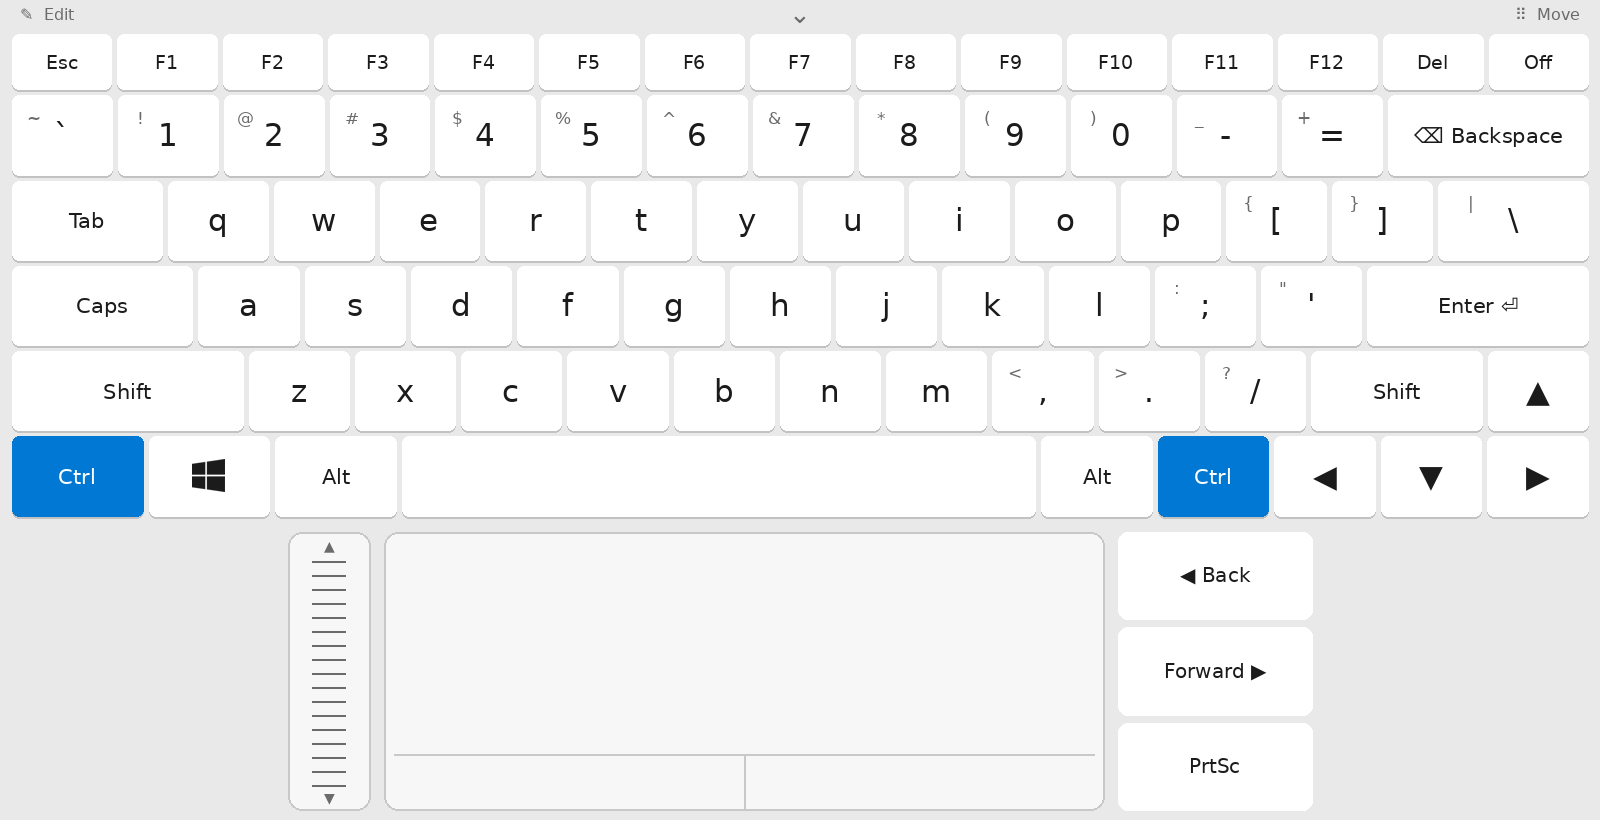 ✎ Edit ⌄ ⠿ Move
Esc F1 F2 F3 F4 F5 F6 F7 F8 F9 F10 F11 F12 Del Off
~ ` ! 1 @ 2 # 3 $ 4 % 5 ^ 6 & 7 * 8 ( 9 ) 0 _ - + = ⌫ Backspace
Tab q w e r t y u i o p { [ } ] | \
Caps a s d f g h j k l : ; " ' Enter ⏎
Shift z x c v b n m < , > . ? / Shift ▲
Ctrl Alt Alt Ctrl ◀ ▼ ▶
▲
◀ Back
Forward ▶
PrtSc
▼